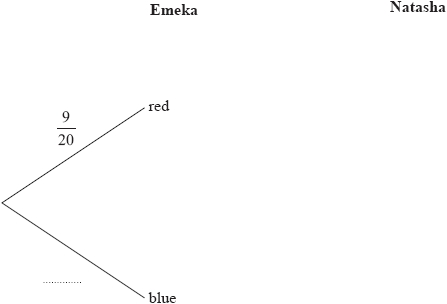 Emeka Natasha
red
9
20
..............
blue